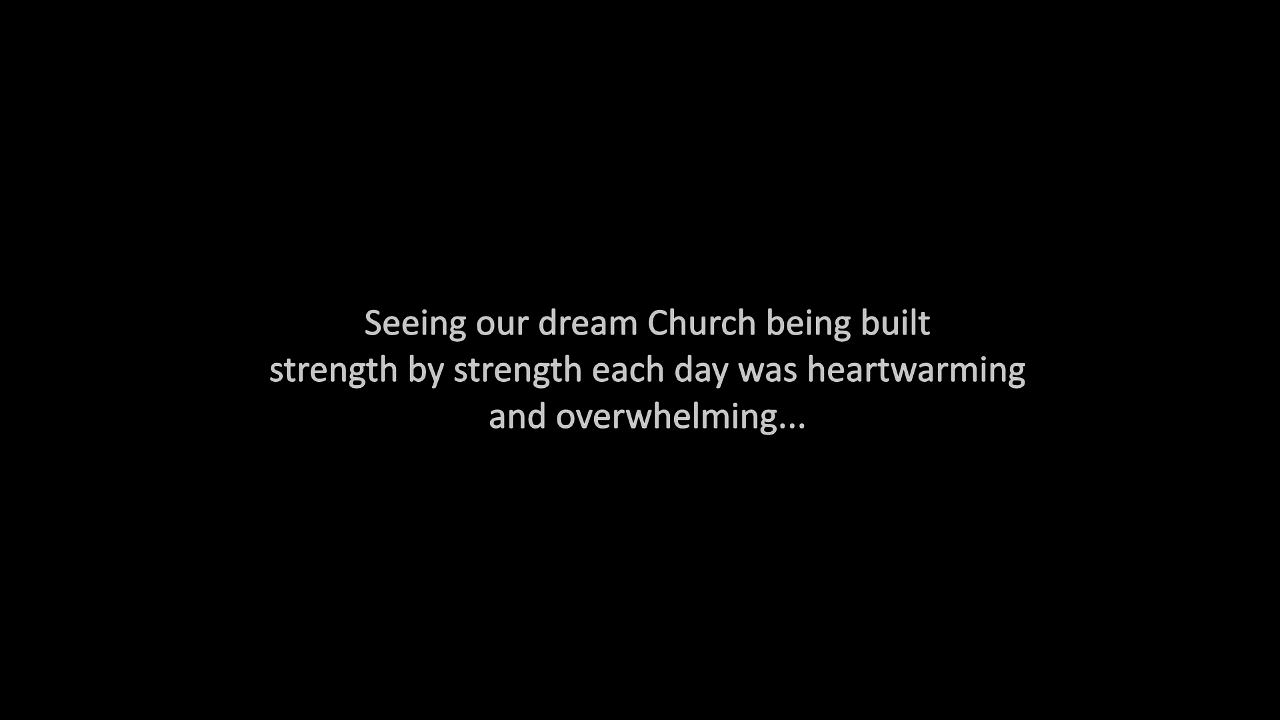 Seeing our dream Church being built
strength by strength each day was heartwarming
and overwhelming...